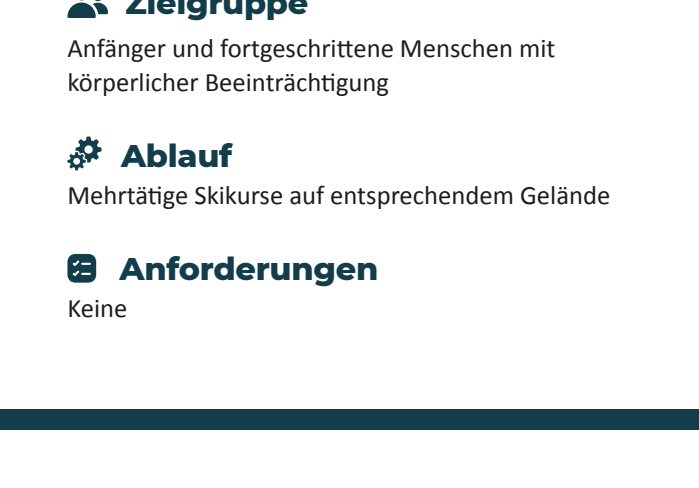 Zielgruppe
Anfänger und fortgeschrittene Menschen mit
körperlicher Beeinträchtigung
Ablauf
Mehrtätige Skikurse auf entsprechendem Gelände
Anforderungen
Keine